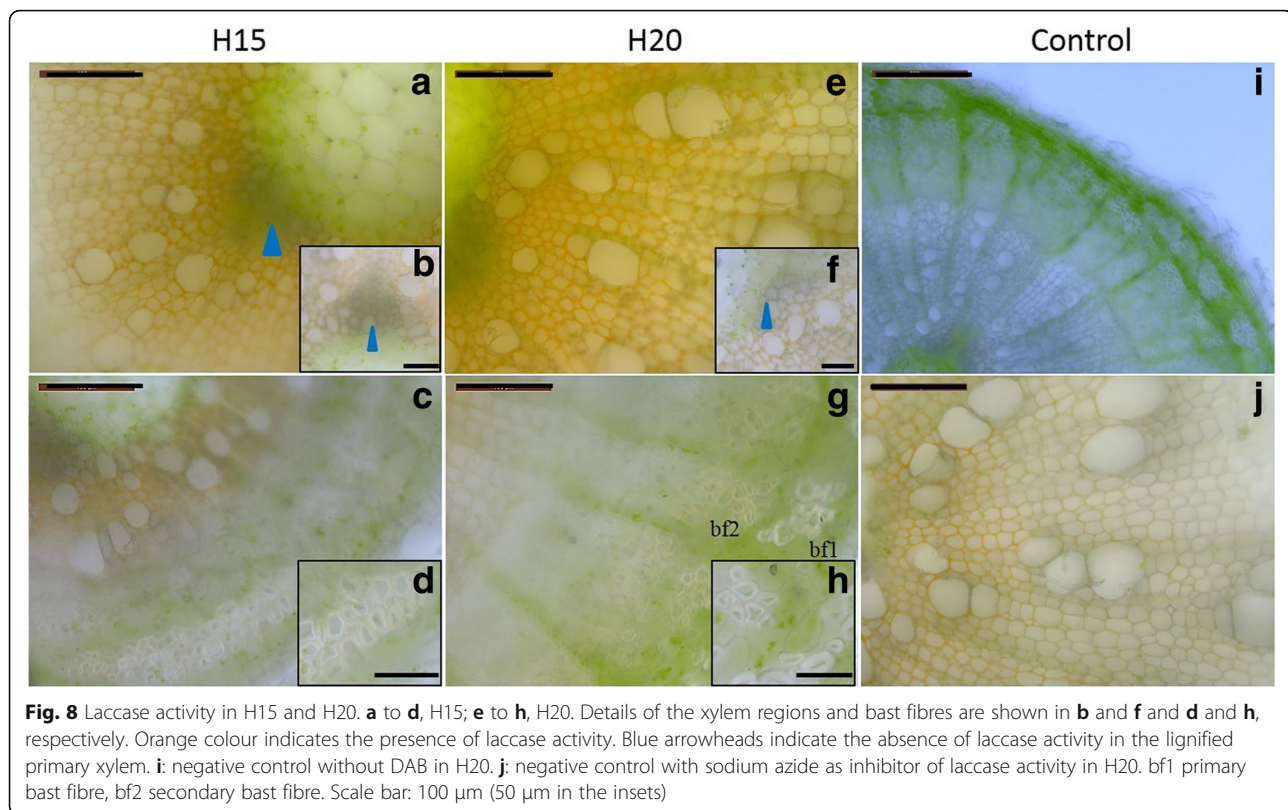 H15 H20 Control
a e i
b f
c g j
bf2 bf1
d h
Fig. 8 Laccase activity in H15 and H20. a to d, H15; e to h, H20. Details of the xylem regions and bast fibres are shown in b and f and d and h,
respectively. Orange colour indicates the presence of laccase activity. Blue arrowheads indicate the absence of laccase activity in the lignified
primary xylem. i: negative control without DAB in H20. j: negative control with sodium azide as inhibitor of laccase activity in H20. bf1 primary
bast fibre, bf2 secondary bast fibre. Scale bar: 100 μm (50 μm in the insets)